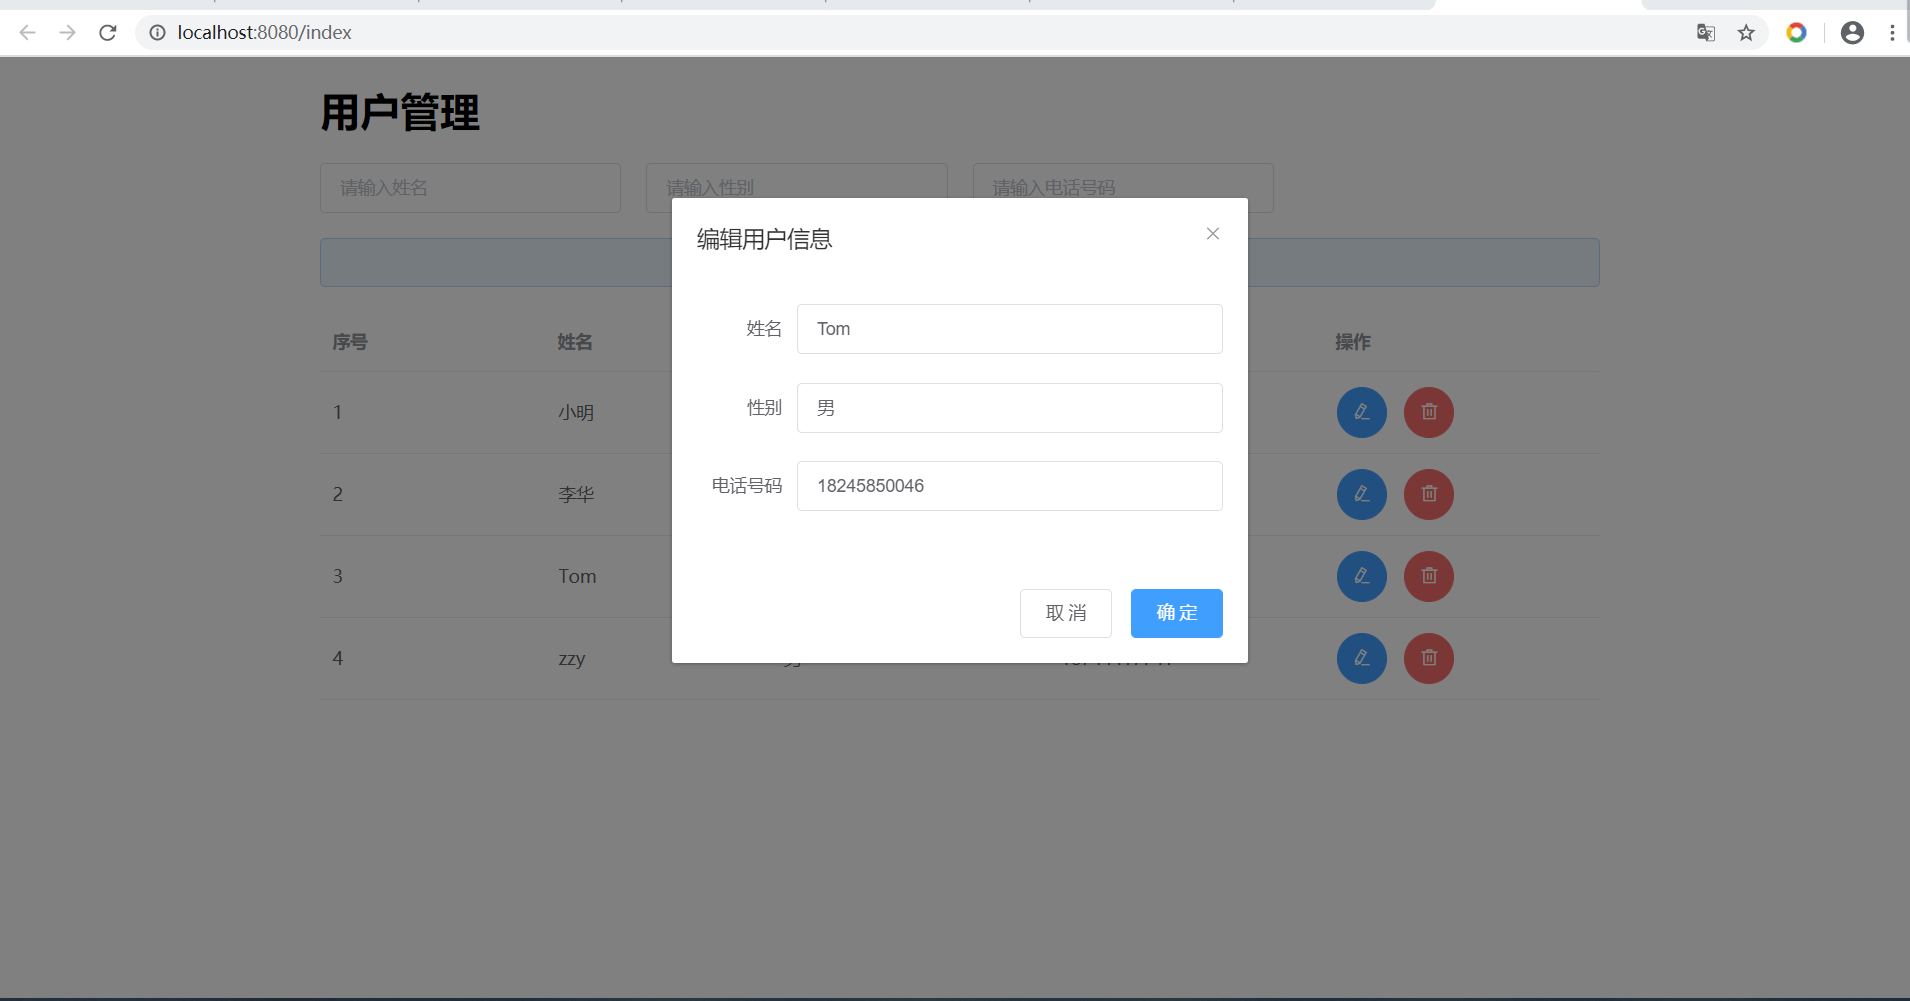 localhost:8080/index
用户管理
请输入姓名 请输入性别 请输入电话号码
编辑用户信息
姓名 Tom
性别 男
电话号码 18245850046
取 消 确 定
序号 姓名 操作
1 小明
2 李华
3 Tom
4 zzy